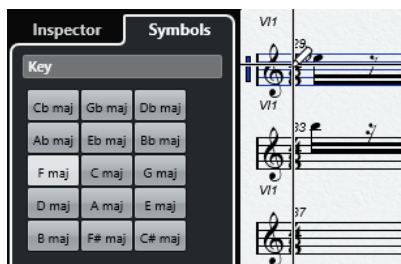 Inspector Symbols
Key
Cb maj Gb maj Db maj
Ab maj Eb maj Bb maj
F maj C maj G maj
D maj A maj E maj
B maj F# maj C# maj
Vl1
29
Vl1
33
Vl1
37